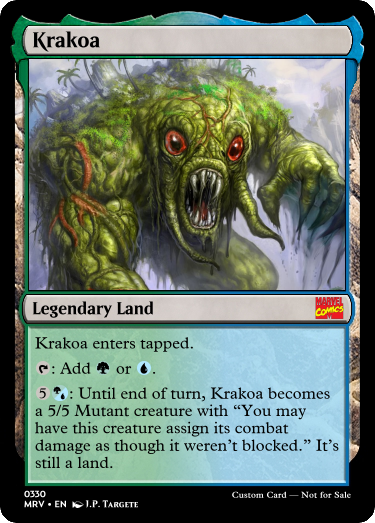 Krakoa
Legendary Land
MARVEL
COMICS
Krakoa enters tapped.
: Add or .
5 : Until end of turn, Krakoa becomes
a 5/5 Mutant creature with “You may
have this creature assign its combat
damage as though it weren’t blocked.” It’s
still a land.
0330
MRV • EN J.P. Targete
Custom Card — Not for Sale